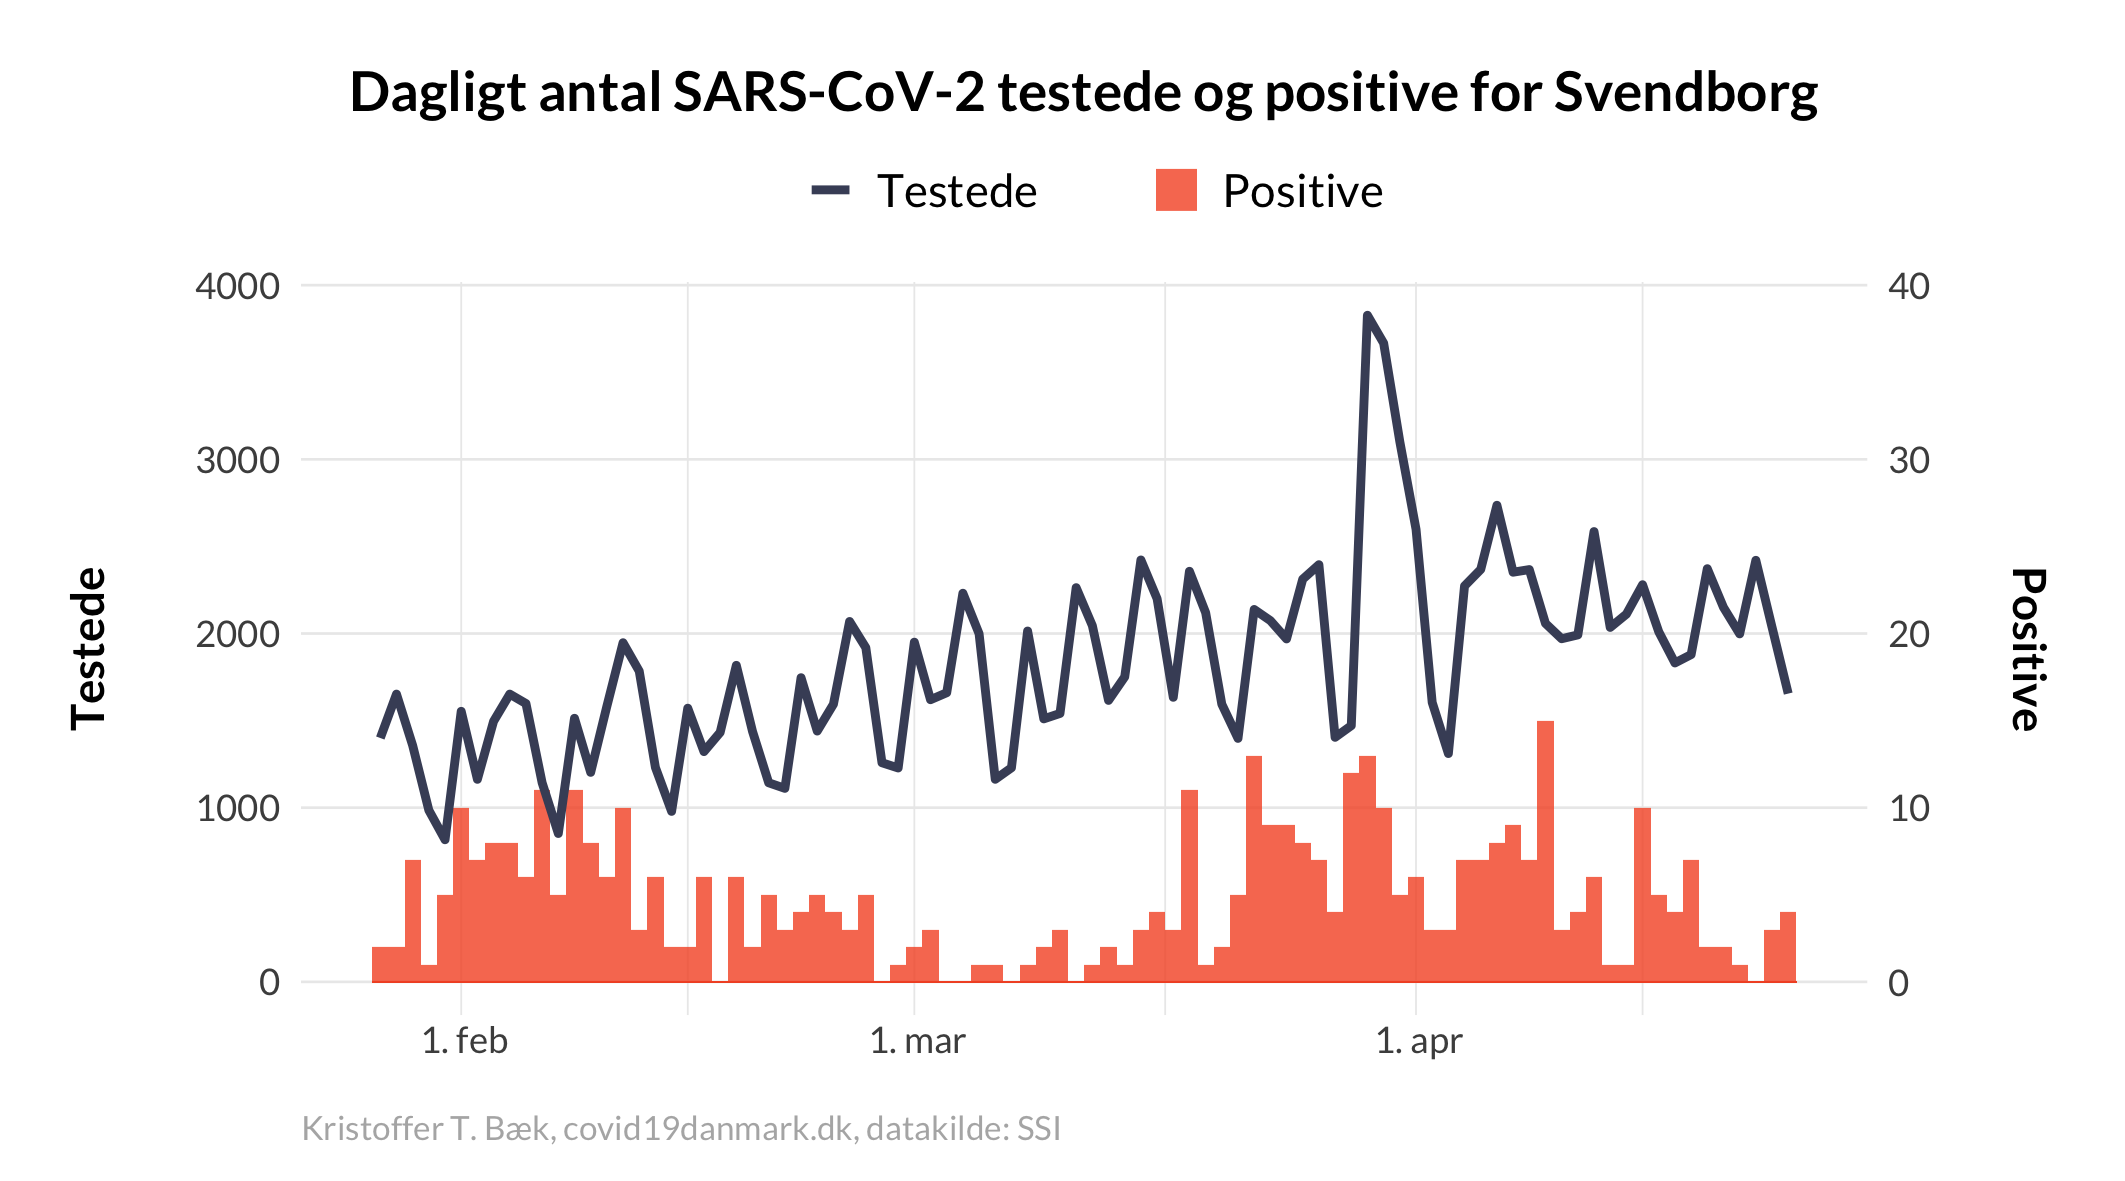 Dagligt antal SARS-CoV-2 testede og positive for Svendborg
Testede Positive
4000 40
3000 30
2000 20
1000 10
0 0
Testede
Positive
1. feb 1. mar 1. apr
Kristoffer T. Bæk, covid19danmark.dk, datakilde: SSI